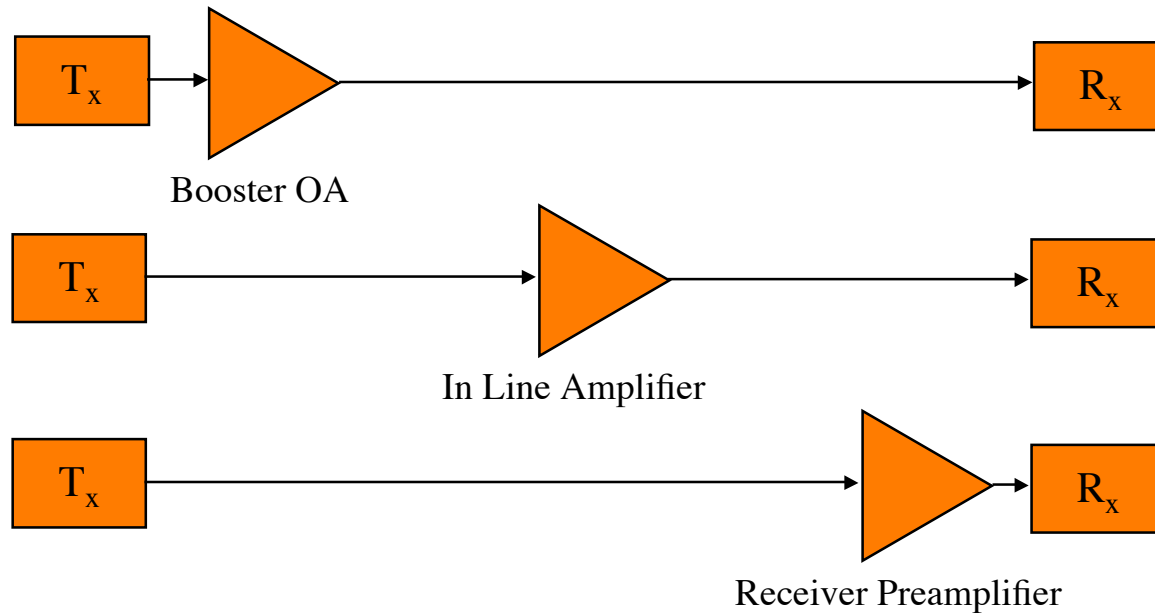 Tx
Rx
Booster OA
Tx
Rx
In Line Amplifier
Tx
Rx
Receiver Preamplifier